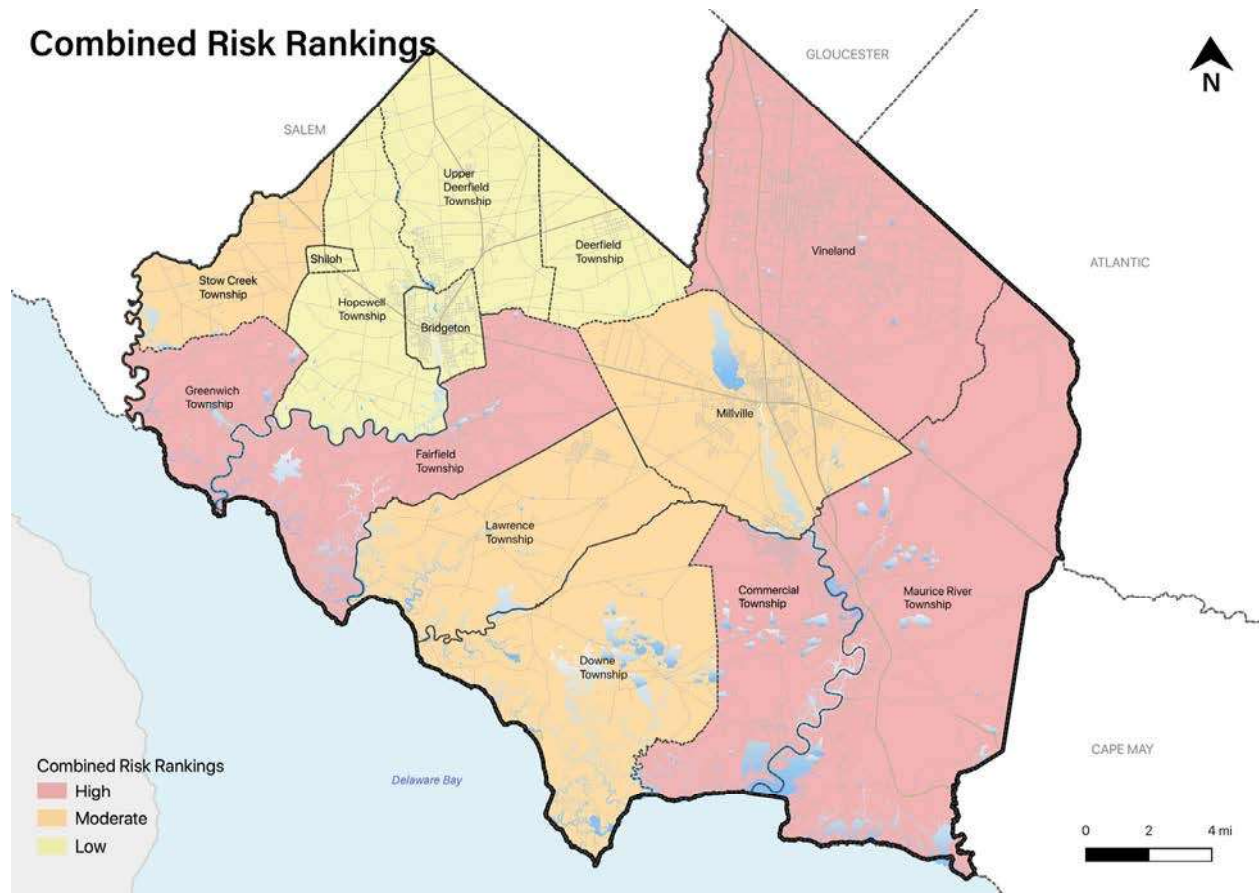 Combined Risk Rankings
GLOUCESTER
N
SALEM
Upper
Deerfield
Township
Deerfield
Township
Vineland
Shiloh
ATLANTIC
Stow Creek
Township
Hopewell
Township
Bridgeton
Greenwich
Township
Millville
Fairfield
Township
Lawrence
Township
Commercial
Township
Maurice River
Township
Downe
Township
CAPE MAY
Delaware Bay
Combined Risk Rankings
High
Moderate
Low
0 2 4 mi